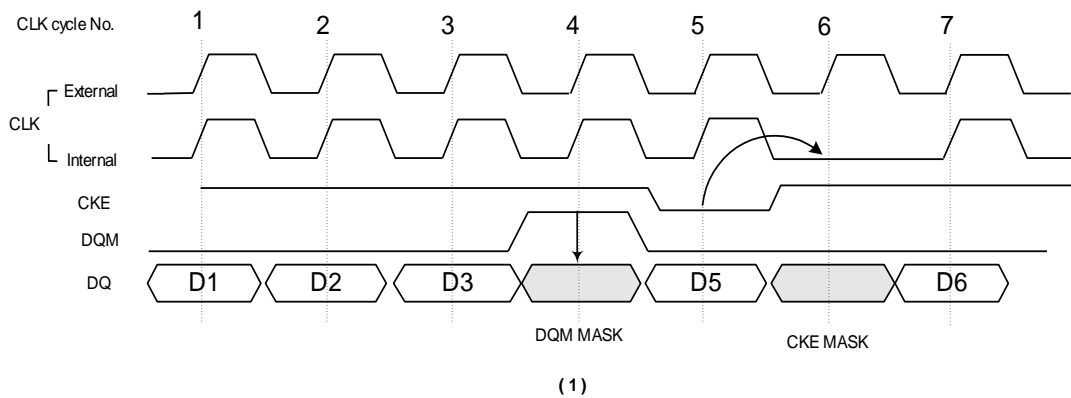 CLK cycle No. 1 2 3 4 5 6 7
External
CLK
Internal
CKE
DQM
DQ D1 D2 D3 D5 D6
DQM MASK CKE MASK
(1)